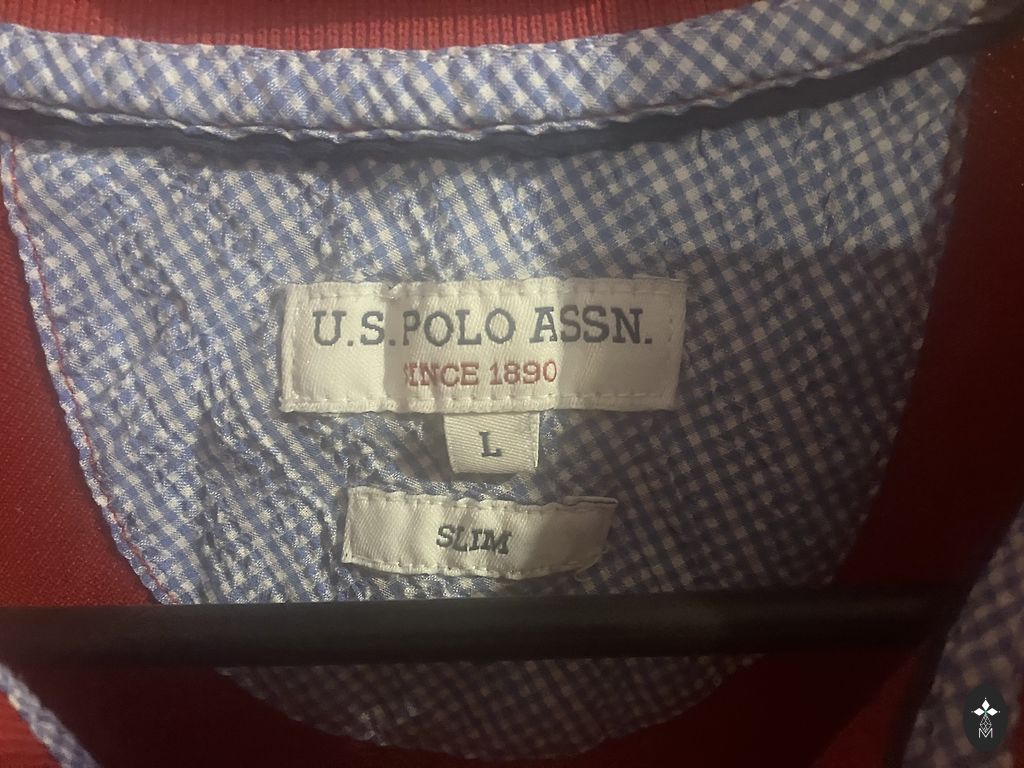 U.S. POLO ASSN.
SINCE 1890
L
SLIM
M